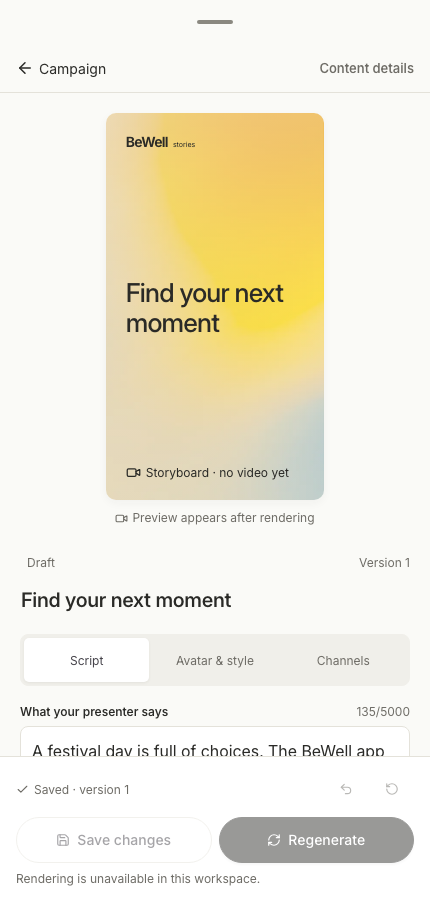 Campaign
Content details
BeWell stories
Find your next
moment
Storyboard · no video yet
Preview appears after rendering
Draft
Version 1
Find your next moment
Script
Avatar & style
Channels
What your presenter says
135/5000
A festival day is full of choices. The BeWell app
Saved · version 1
Save changes
Regenerate
Rendering is unavailable in this workspace.